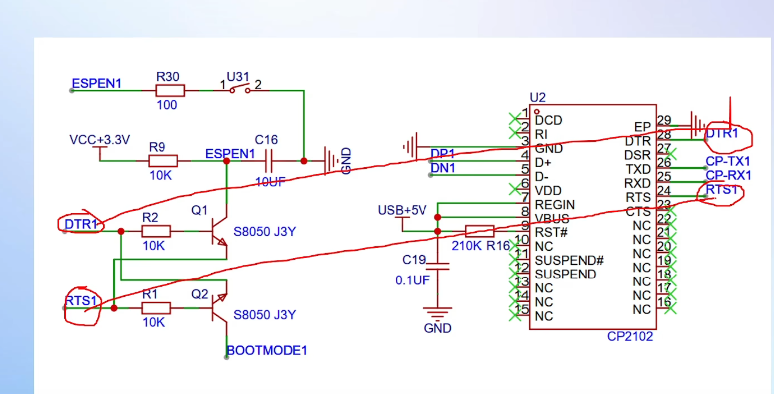 ESPEN1
R30
100
U31
1
2
VCC+3.3V
R9
10K
ESPEN1
C16
10UF
GND
DTR1
R2
10K
Q1
S8050 J3Y
RTS1
R1
10K
Q2
S8050 J3Y
BOOTMODE1
DP1
DN1
USB+5V
210K R16
C19
0.1UF
GND
U2
1
DCD
2
RI
3
GND
4
D+
5
D-
6
VDD
7
REGIN
8
VBUS
9
RST#
10
NC
11
SUSPEND#
12
SUSPEND
13
NC
14
NC
15
NC
29
EP
28
DTR
27
DSR
26
TXD
25
RXD
24
RTS
23
CTS
22
NC
21
NC
20
NC
19
NC
18
NC
17
NC
16
NC
DTR1
CP-TX1
CP-RX1
RTS1
CP2102